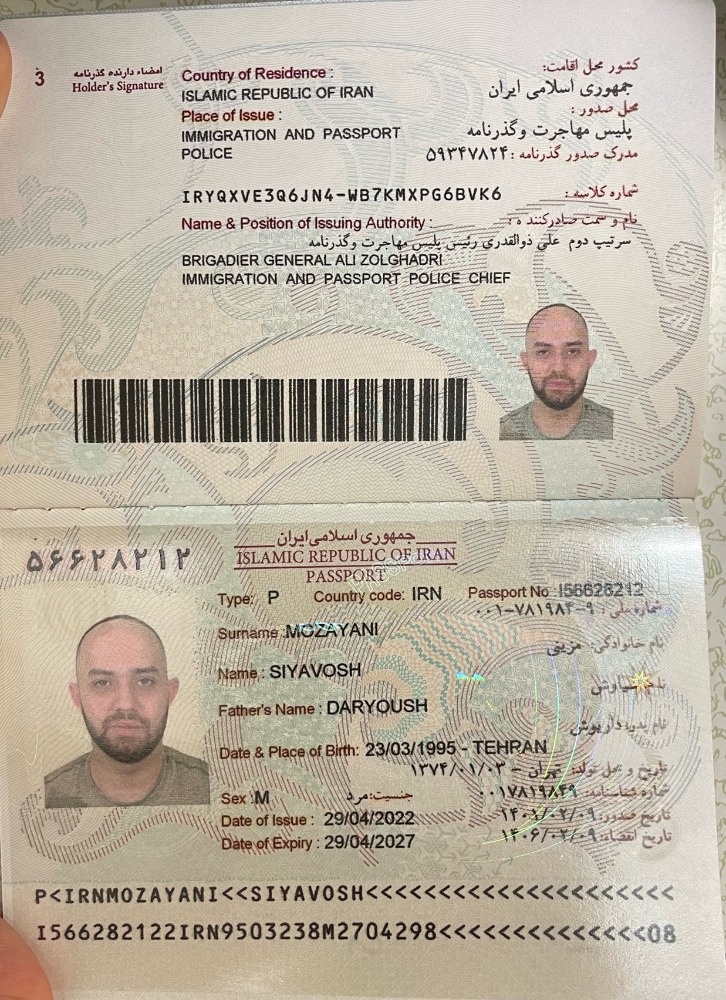 3
امضاء دارنده گذرنامه
Holder's Signature
Country of Residence :
کشور محل اقامت:
ISLAMIC REPUBLIC OF IRAN
جمهوری اسلامی ایران
Place of Issue :
محل صدور :
IMMIGRATION AND PASSPORT
POLICE
پلیس مهاجرت وگذرنامه
مدرک صدور گذرنامه :۵۹۳۴۷۸۲۴
شماره کلاسه:
IRYQXVE3Q6JN4-WB7KMXPG6BVK6
Name & Position of Issuing Authority :
نام و سمت صادرکننده
سرتیپ دوم علی ذوالقدری رئیس پلیس مهاجرت وگذرنامه
BRIGADIER GENERAL ALI ZOLGHADRI
IMMIGRATION AND PASSPORT POLICE CHIEF
۵۶۶۲۸۲۱۲
جمهوری اسلامی ایران
ISLAMIC REPUBLIC OF IRAN
PASSPORT
Type: P Country code: IRN Passport No :I56628212
شماره ملی :
Surname :MOZAYANI
نام خانوادگی: مزینی
Name : SIYAVOSH
سیاوش
Father's Name : DARYOUSH
نام پدر: داریوش
Date & Place of Birth: 23/03/1995 - TEHRAN
تاریخ و محل تولد: تهران - ۱۳۷۴/۰۱/۰۳
شماره شناسنامه: ۰۰۱۷۸۱۹۸۴۹
Sex :M
جنسیت: مرد
Date of Issue : 29/04/2022
تاریخ صدور: ۱۴۰۱/۰۲/۰۹
Date of Expiry : 29/04/2027
تاریخ انقضاء: ۱۴۰۶/۰۲/۰۹
P<IRNMOZAYANI<<SIYAVOSH<<<<<<<<<<<<<<<<<<<<<
I566282122IRN9503238M2704298<<<<<<<<<<<<<<08